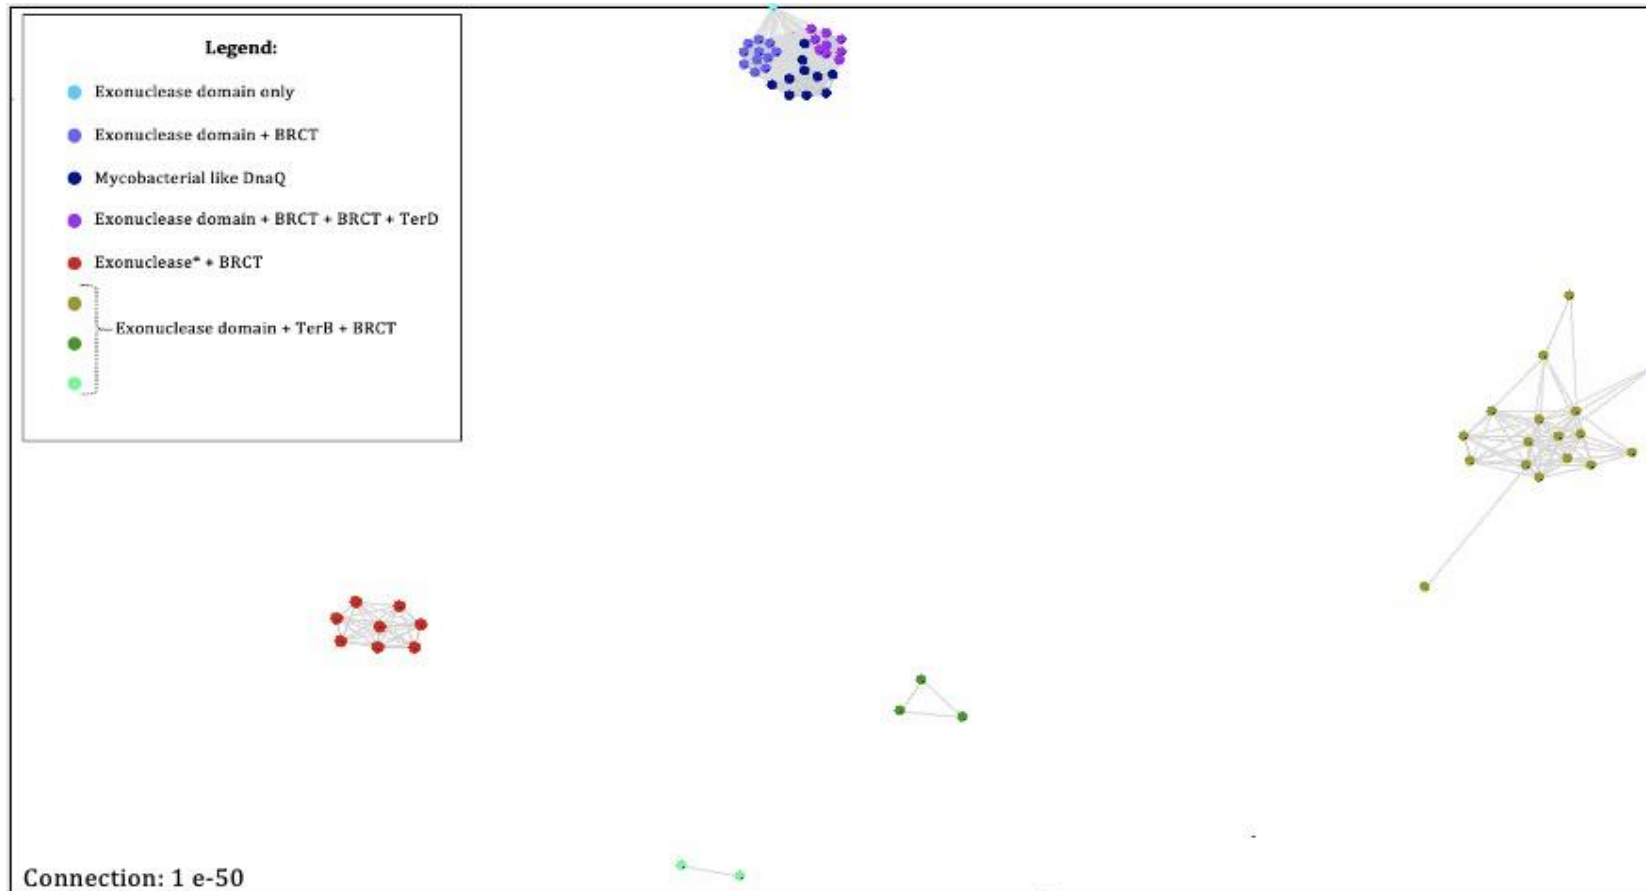 Legend:
Exonuclease domain only
Exonuclease domain + BRCT
Mycobacterial like DnaQ
Exonuclease domain + BRCT + BRCT + TerD
Exonuclease* + BRCT
Exonuclease domain + TerB + BRCT
Connection: 1 e-50